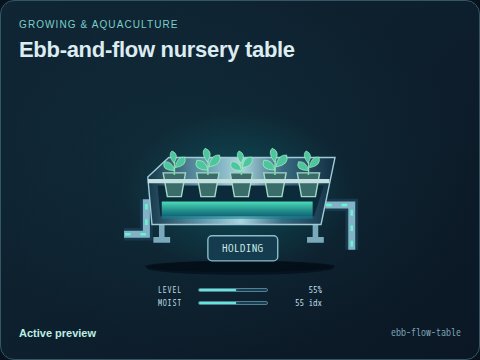 GROWING & AQUACULTURE
Ebb-and-flow nursery table
HOLDING
LEVEL 55%
MOIST 55 idx
Active preview ebb-flow-table